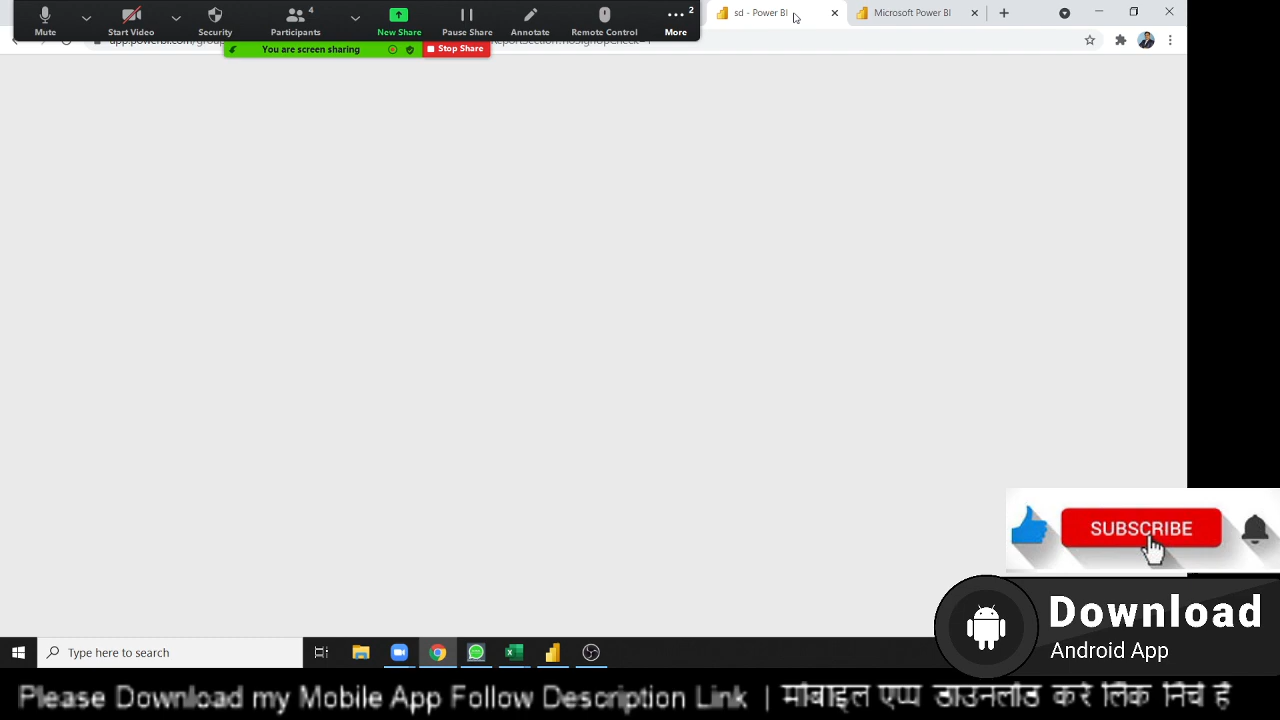 Mute
Start Video
Security
4
Participants
New Share
Pause Share
Annotate
Remote Control
2
More
You are screen sharing
Stop Share
sd - Power BI
Microsoft Power BI
SUBSCRIBE
Download
Android App
Type here to search
Please Download my Mobile App Follow Description Link | मोबाइल एप्प डाउनलोड करे लिंक निचे है